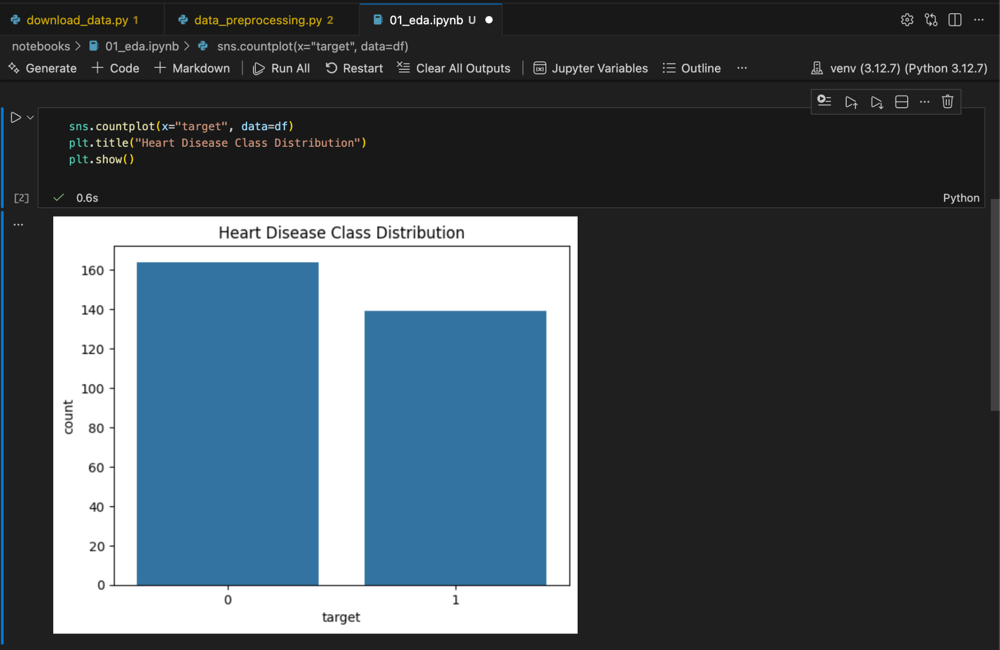 download_data.py 1 data_preprocessing.py 2 01_eda.ipynb U
notebooks > 01_eda.ipynb > sns.countplot(x="target", data=df)
Generate + Code + Markdown | Run All Restart Clear All Outputs | Jupyter Variables Outline ... venv (3.12.7) (Python 3.12.7)
sns.countplot(x="target", data=df)
plt.title("Heart Disease Class Distribution")
plt.show()
[2] 0.6s Python
Heart Disease Class Distribution
160
140
120
100
80
60
40
20
0
count
0 1
target